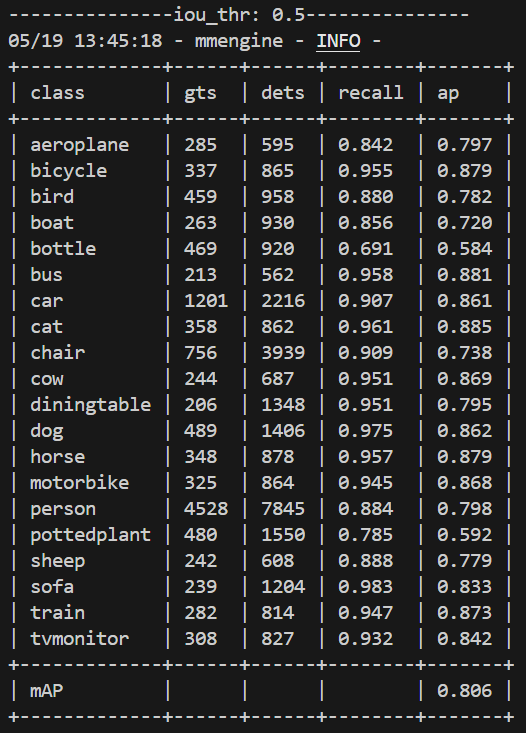 ---------------iou_thr: 0.5---------------
05/19 13:45:18 - mmengine - INFO -
+-------------+------+------+--------+-------+
| class       | gts  | dets | recall | ap    |
+-------------+------+------+--------+-------+
| aeroplane   | 285  | 595  | 0.842  | 0.797 |
| bicycle     | 337  | 865  | 0.955  | 0.879 |
| bird        | 459  | 958  | 0.880  | 0.782 |
| boat        | 263  | 930  | 0.856  | 0.720 |
| bottle      | 469  | 920  | 0.691  | 0.584 |
| bus         | 213  | 562  | 0.958  | 0.881 |
| car         | 1201 | 2216 | 0.907  | 0.861 |
| cat         | 358  | 862  | 0.961  | 0.885 |
| chair       | 756  | 3939 | 0.909  | 0.738 |
| cow         | 244  | 687  | 0.951  | 0.869 |
| diningtable | 206  | 1348 | 0.951  | 0.795 |
| dog         | 489  | 1406 | 0.975  | 0.862 |
| horse       | 348  | 878  | 0.957  | 0.879 |
| motorbike   | 325  | 864  | 0.945  | 0.868 |
| person      | 4528 | 7845 | 0.884  | 0.798 |
| pottedplant | 480  | 1550 | 0.785  | 0.592 |
| sheep       | 242  | 608  | 0.888  | 0.779 |
| sofa        | 239  | 1204 | 0.983  | 0.833 |
| train       | 282  | 814  | 0.947  | 0.873 |
| tvmonitor   | 308  | 827  | 0.932  | 0.842 |
+-------------+------+------+--------+-------+
| mAP         |      |      |        | 0.806 |
+-------------+------+------+--------+-------+